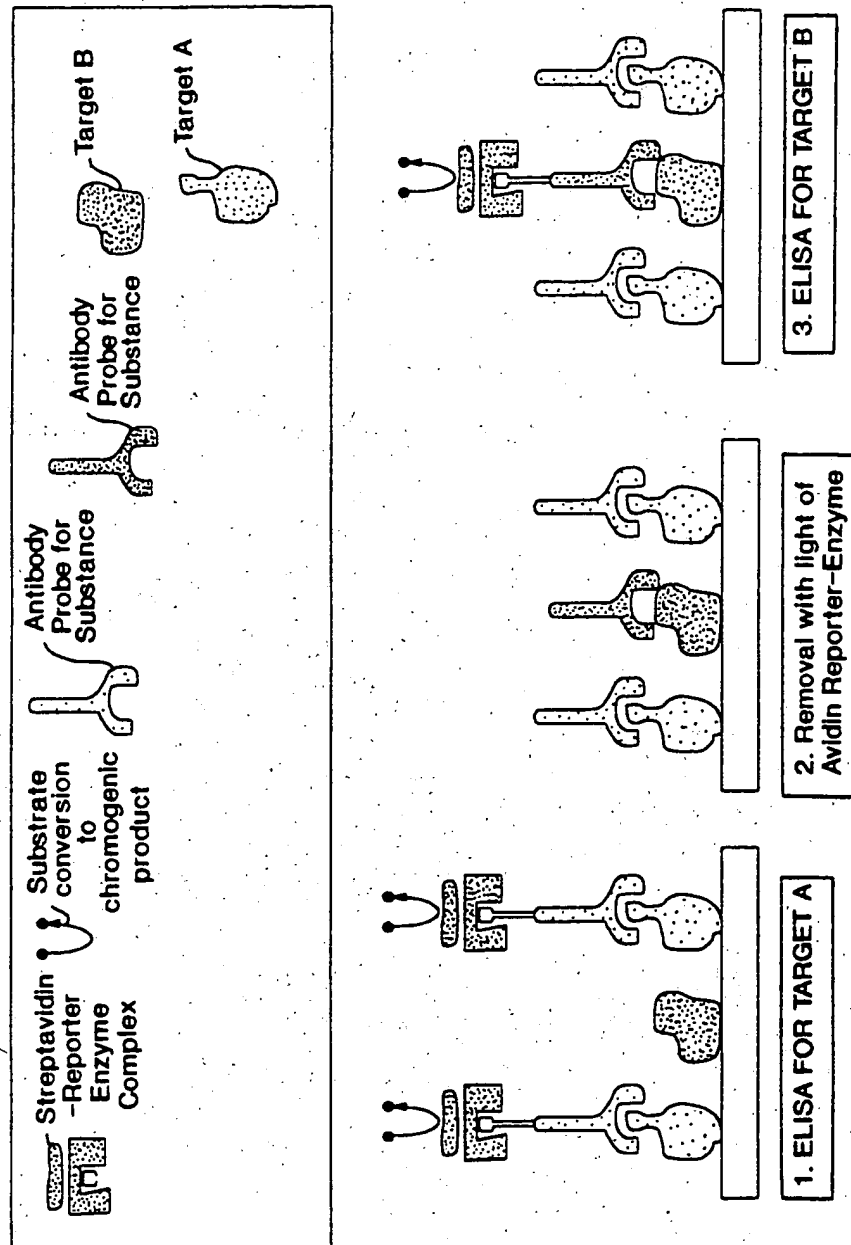 Streptavidin
-Reporter
Enzyme
Complex
Substrate
conversion
to
chromogenic
product
Antibody
Probe for
Substance
Antibody
Probe for
Substance
Target B
Target A
1. ELISA FOR TARGET A
2. Removal with light of
Avidin Reporter-Enzyme
3. ELISA FOR TARGET B